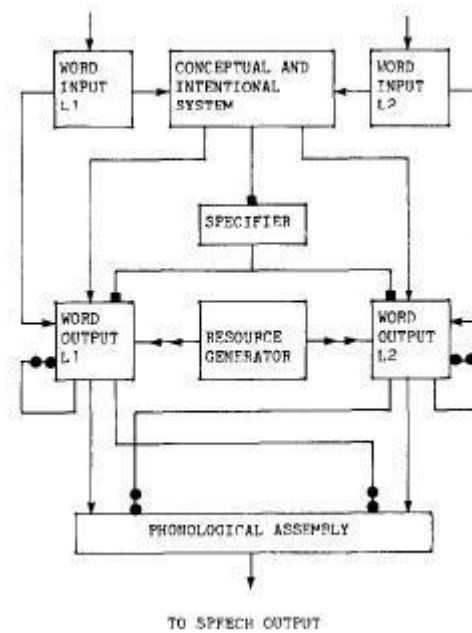 WORD
INPUT
L1
CONCEPTUAL AND
INTENTIONAL
SYSTEM
WORD
INPUT
L2
SPECIFIER
WORD
OUTPUT
L1
RESOURCE
GENERATOR
WORD
OUTPUT
L2
PHONOLOGICAL ASSEMBLY
TO SPEECH OUTPUT